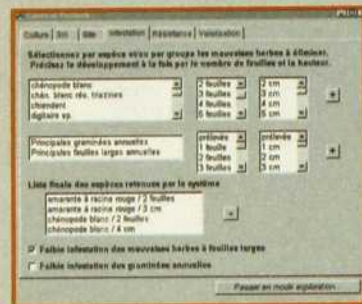 Culture Sol Site Infestation Résistance Valorisation
Sélectionnez par espèce et/ou par groupe les mauvaises herbes à éliminer.
Précisez le développement à la fois par le nombre de feuilles et la hauteur.
chénopode blanc 2 feuilles 2 cm
chén. blanc rés. triazines 3 feuilles 3 cm
chiendent 4 feuilles 4 cm
digitaire sp. 5 feuilles 5 cm
+
Principales graminées annuelles prélevée prélevée
Principales feuilles larges annuelles 1 feuille 1 cm
2 feuilles 2 cm
3 feuilles 3 cm
+
Liste finale des espèces retenues par le système
amarante à racine rouge / 2 feuilles
amarante à racine rouge / 3 cm
chénopode blanc / 2 feuilles
chénopode blanc / 4 cm
-
Faible infestation des mauvaises herbes à feuilles larges
Faible infestation des graminées annuelles
Passer en mode exploration